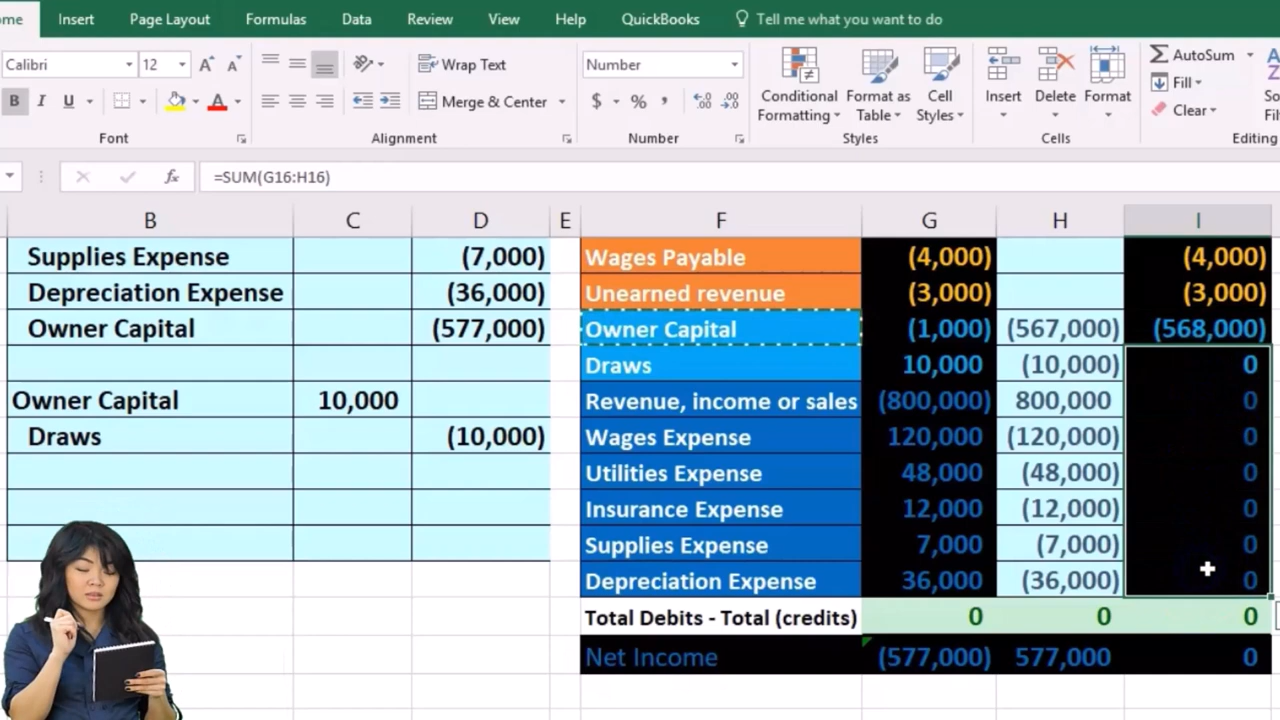 ome Insert Page Layout Formulas Data Review View Help QuickBooks Tell me what you want to do
Calibri 12 A A Wrap Text Number AutoSum
B I U A Merge & Center $ % , Conditional Formatting Format as Table Cell Styles Insert Delete Format Fill Clear So Fil
Font Alignment Number Styles Cells Editing
fx =SUM(G16:H16)
B C D E F G H I
Supplies Expense (7,000) Wages Payable (4,000) (4,000)
Depreciation Expense (36,000) Unearned revenue (3,000) (3,000)
Owner Capital (577,000) Owner Capital (1,000) (567,000) (568,000)
Draws 10,000 (10,000) 0
Owner Capital 10,000 Revenue, income or sales (800,000) 800,000 0
Draws (10,000) Wages Expense 120,000 (120,000) 0
Utilities Expense 48,000 (48,000) 0
Insurance Expense 12,000 (12,000) 0
Supplies Expense 7,000 (7,000) 0
Depreciation Expense 36,000 (36,000) 0
Total Debits - Total (credits) 0 0 0
Net Income (577,000) 577,000 0